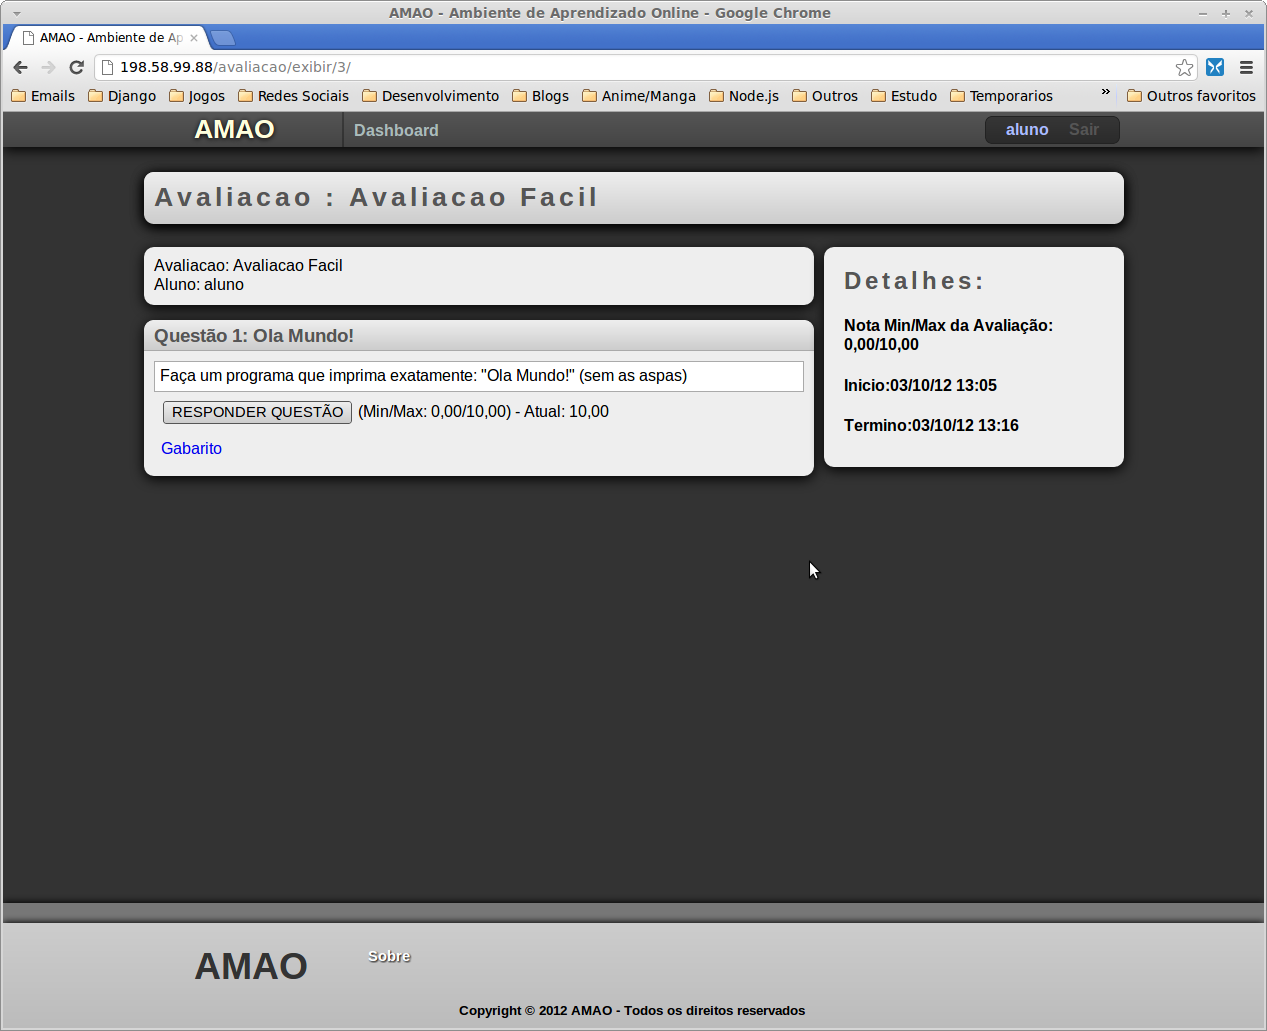 AMAO - Ambiente de Aprendizado Online - Google Chrome
AMAO - Ambiente de Ap
198.58.99.88/avaliacao/exibir/3/
Emails Django Jogos Redes Sociais Desenvolvimento Blogs Anime/Manga Node.js Outros Estudo Temporarios » Outros favoritos
AMAO Dashboard aluno Sair
Avaliacao : Avaliacao Facil
Avaliacao: Avaliacao Facil
Aluno: aluno
Questão 1: Ola Mundo!
Faça um programa que imprima exatamente: "Ola Mundo!" (sem as aspas)
RESPONDER QUESTÃO (Min/Max: 0,00/10,00) - Atual: 10,00
Gabarito
Detalhes:
Nota Min/Max da Avaliação:
0,00/10,00
Inicio:03/10/12 13:05
Termino:03/10/12 13:16
AMAO Sobre
Copyright © 2012 AMAO - Todos os direitos reservados